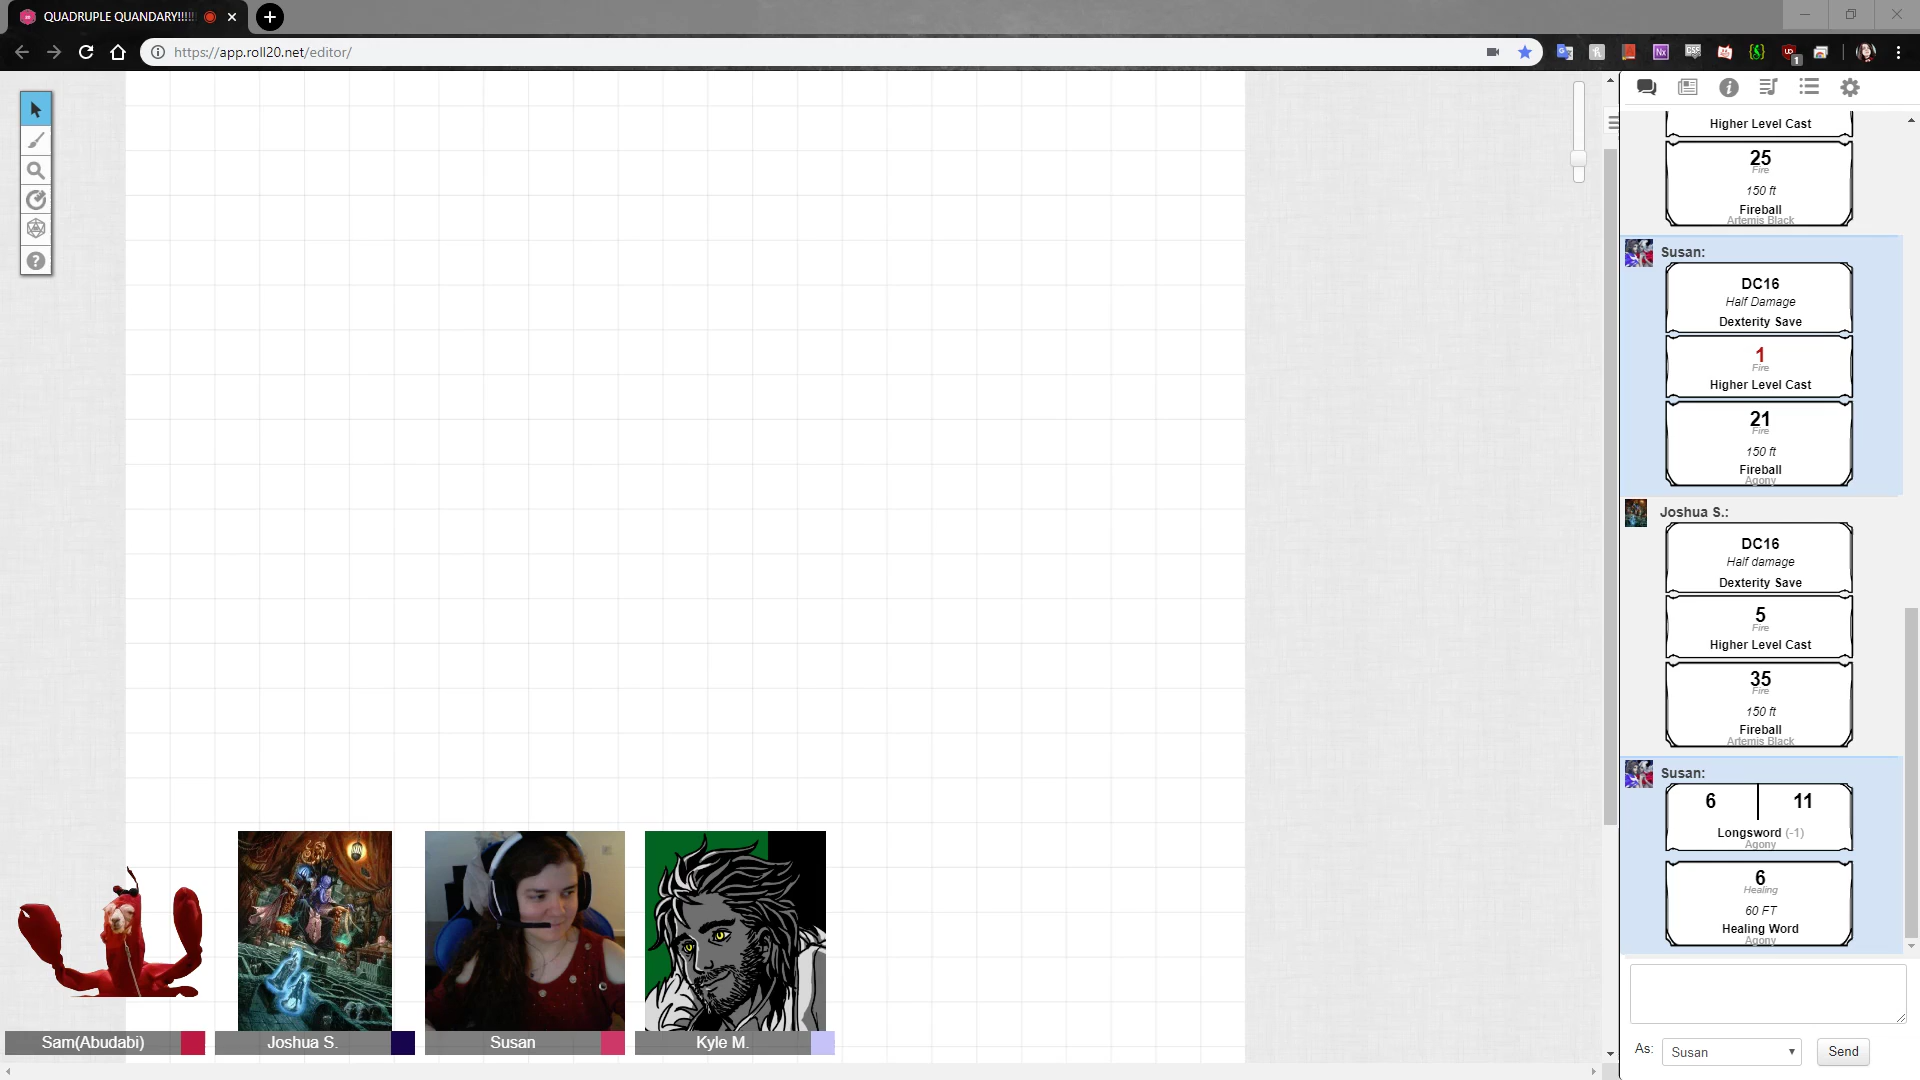 QUADRUPLE QUANDARY!!!!!
https://app.roll20.net/editor/
Higher Level Cast
25
Fire
150 ft
Fireball
Artemis Black
Susan:
DC16
Half Damage
Dexterity Save
1
Fire
Higher Level Cast
21
Fire
150 ft
Fireball
Agony
Joshua S.:
DC16
Half damage
Dexterity Save
5
Fire
Higher Level Cast
35
Fire
150 ft
Fireball
Artemis Black
Susan:
6 11
Longsword (-1)
Agony
6
Healing
60 FT
Healing Word
Agony
As: Susan Send
Sam(Abudabi) Joshua S. Susan Kyle M.